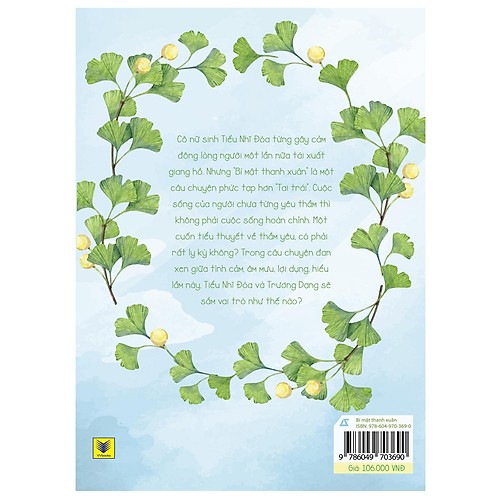 Cô nữ sinh Tiểu Nhĩ Đóa từng gây cảm
động lòng người một lần nữa tái xuất
giang hồ. Nhưng "Bí mật thanh xuân" là một
câu chuyện phức tạp hơn "Tai trái". Cuộc
sống của người chưa từng yêu thầm thì
không phải cuộc sống hoàn chỉnh. Một
cuốn tiểu thuyết về thầm yêu, có phải
rất ly kỳ không? Trong câu chuyện đan
xen giữa tình cảm, âm mưu, lợi dụng, hiểu
lầm này, Tiểu Nhĩ Đóa và Trương Dạng sẽ
sắm vai trò như thế nào?
Bí mật thanh xuân
ISBN: 978-604-970-369-0
9 786049 703690
Giá: 106.000 VNĐ